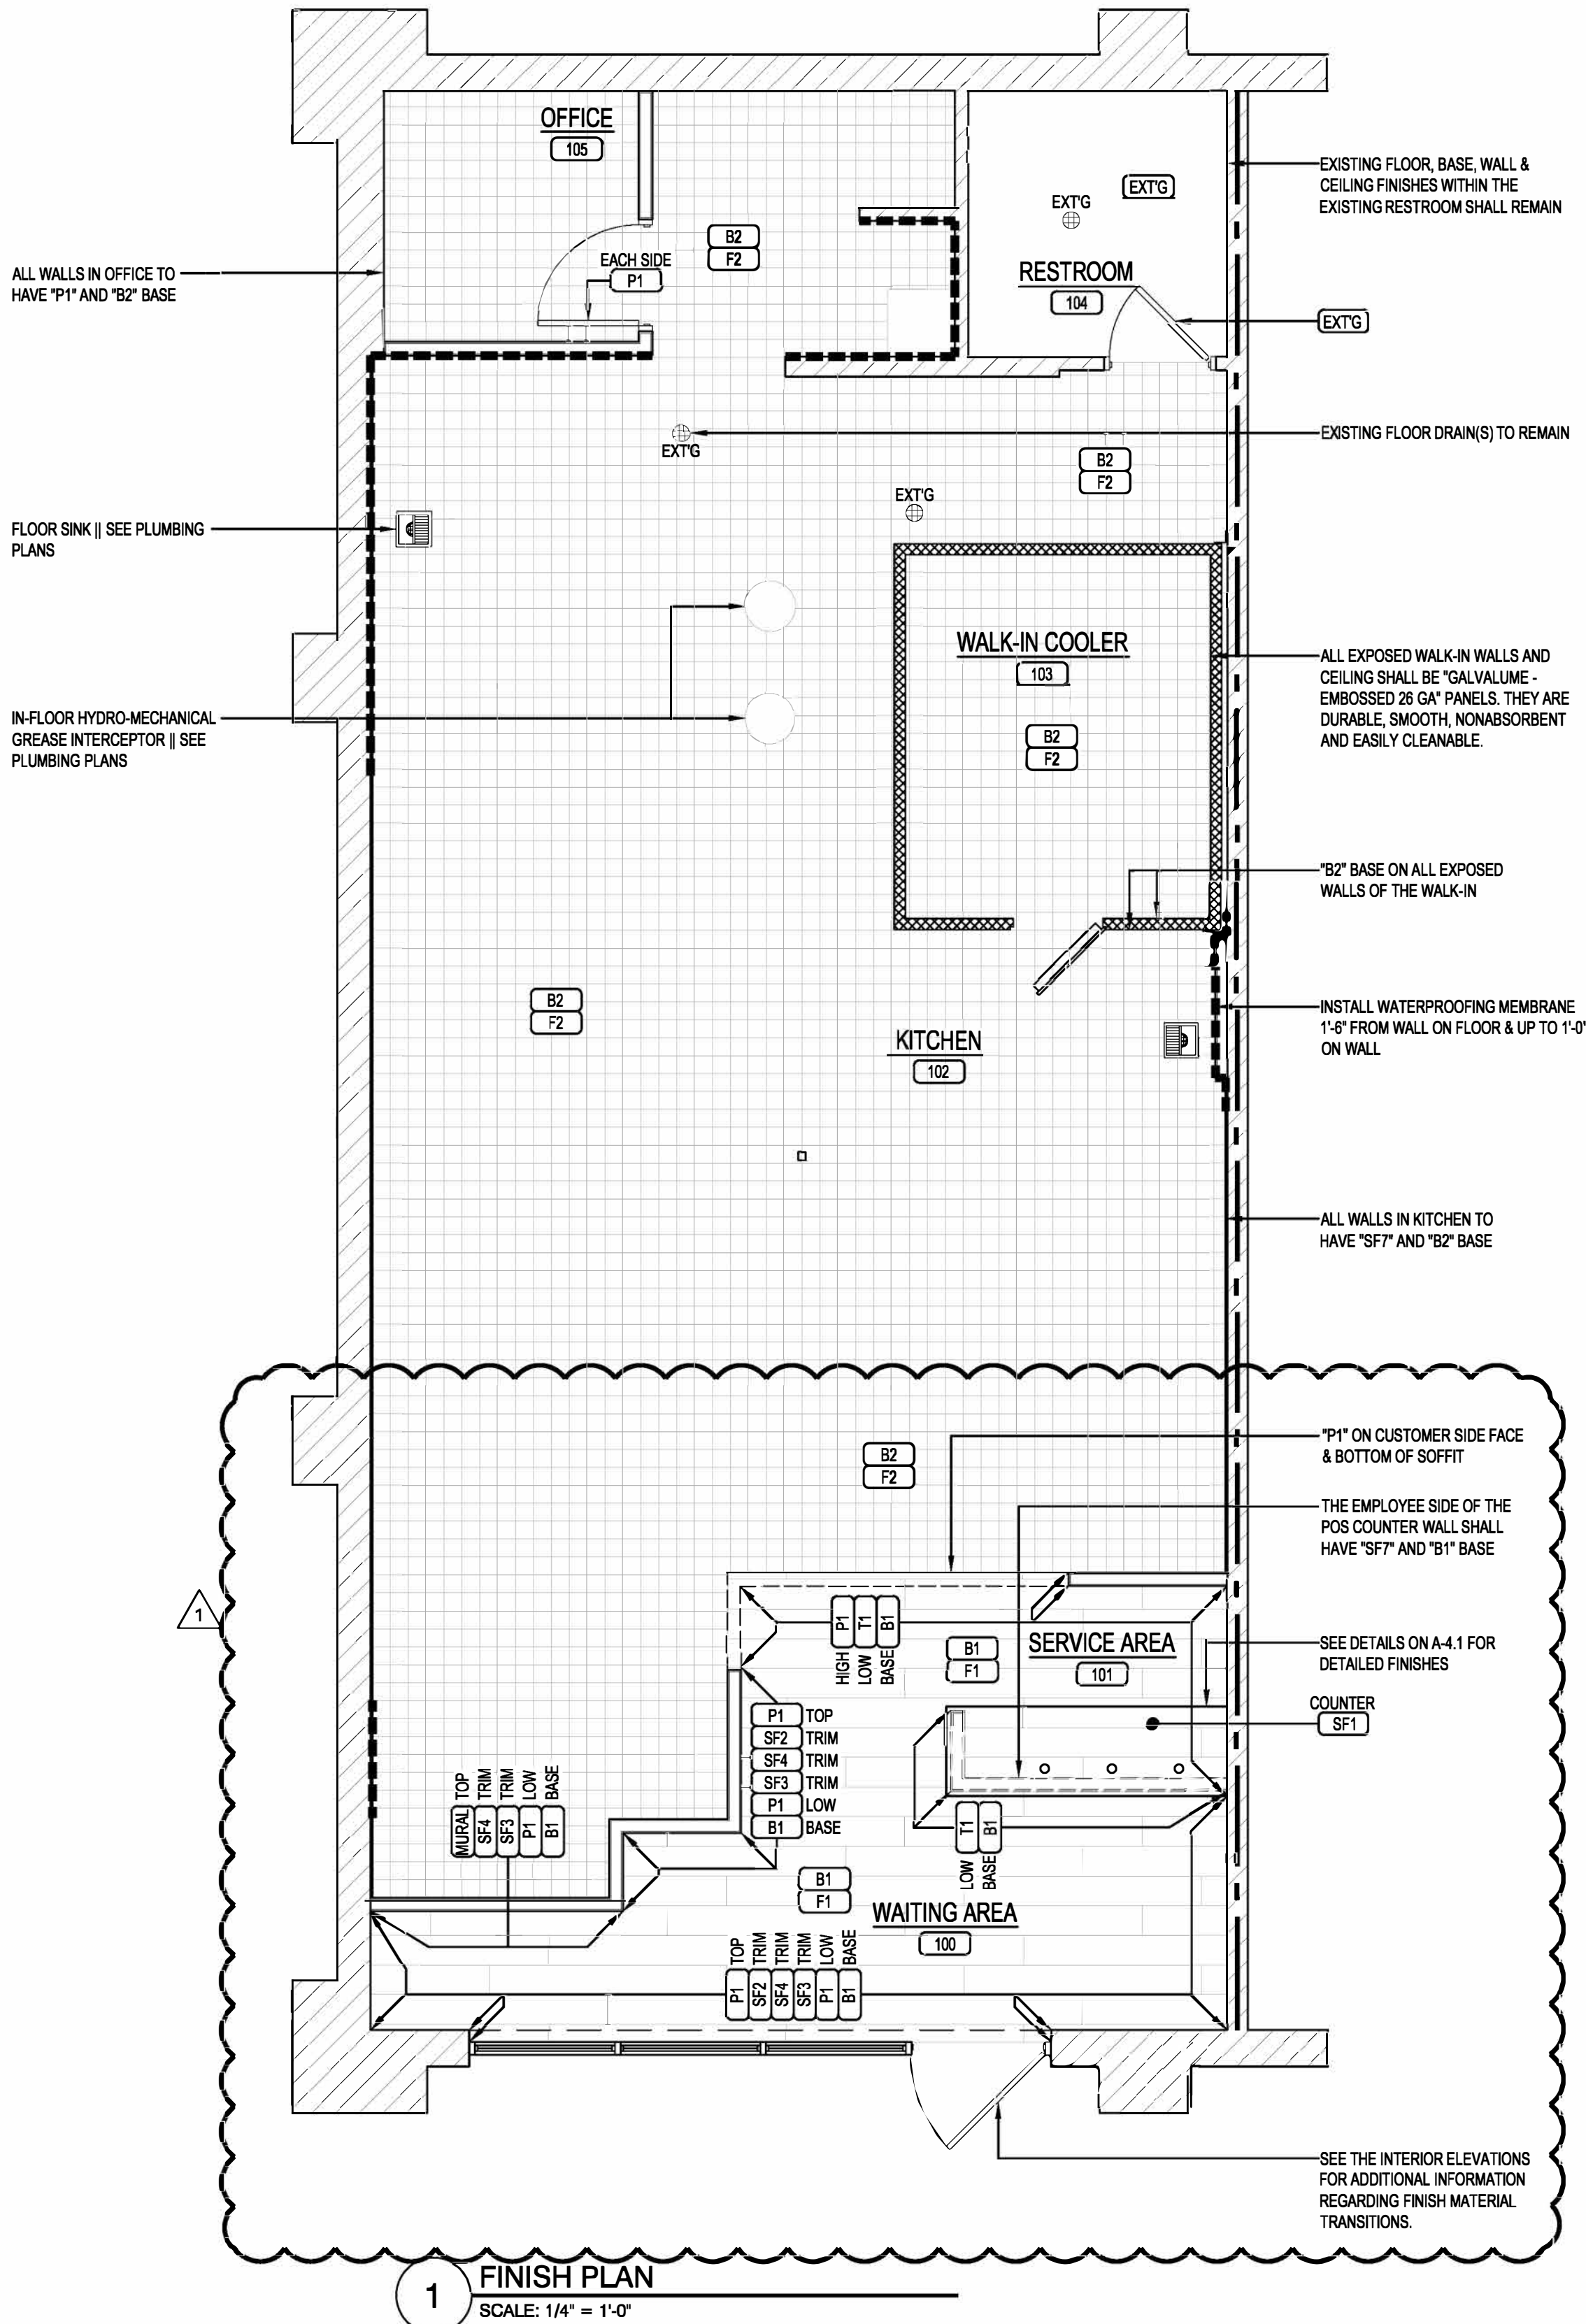 OFFICE
105
EXISTING FLOOR, BASE, WALL &
CEILING FINISHES WITHIN THE
EXISTING RESTROOM SHALL REMAIN
EXT'G
EXT'G
B2
F2
EACH SIDE
P1
ALL WALLS IN OFFICE TO
HAVE "P1" AND "B2" BASE
RESTROOM
104
EXT'G
EXISTING FLOOR DRAIN(S) TO REMAIN
EXT'G
B2
F2
EXT'G
FLOOR SINK || SEE PLUMBING
PLANS
WALK-IN COOLER
103
ALL EXPOSED WALK-IN WALLS AND
CEILING SHALL BE "GALVALUME -
EMBOSSED 26 GA" PANELS. THEY ARE
DURABLE, SMOOTH, NONABSORBENT
AND EASILY CLEANABLE.
IN-FLOOR HYDRO-MECHANICAL
GREASE INTERCEPTOR || SEE
PLUMBING PLANS
B2
F2
"B2" BASE ON ALL EXPOSED
WALLS OF THE WALK-IN
B2
F2
INSTALL WATERPROOFING MEMBRANE
1'-6" FROM WALL ON FLOOR & UP TO 1'-0"
ON WALL
KITCHEN
102
ALL WALLS IN KITCHEN TO
HAVE "SF7" AND "B2" BASE
"P1" ON CUSTOMER SIDE FACE
& BOTTOM OF SOFFIT
B2
F2
THE EMPLOYEE SIDE OF THE
POS COUNTER WALL SHALL
HAVE "SF7" AND "B1" BASE
1
P1 HIGH
T1 LOW
B1 BASE
B1
F1
SERVICE AREA
101
SEE DETAILS ON A-4.1 FOR
DETAILED FINISHES
COUNTER
SF1
P1 TOP
SF2 TRIM
SF4 TRIM
SF3 TRIM
P1 LOW
B1 BASE
MURAL TOP
SF4 TRIM
SF3 TRIM
P1 LOW
B1 BASE
T1 LOW
B1 BASE
B1
F1
WAITING AREA
100
P1 TOP
SF2 TRIM
SF4 TRIM
SF3 TRIM
P1 LOW
B1 BASE
SEE THE INTERIOR ELEVATIONS
FOR ADDITIONAL INFORMATION
REGARDING FINISH MATERIAL
TRANSITIONS.
1
FINISH PLAN
SCALE: 1/4" = 1'-0"